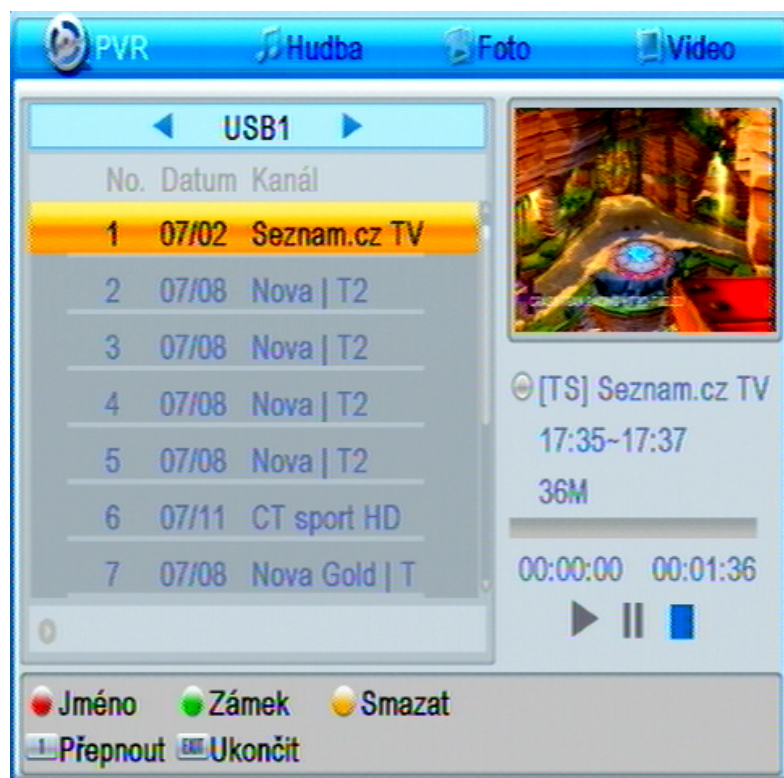 PVR Hudba Foto Video
USB1
No. Datum Kanál
1 07/02 Seznam.cz TV
2 07/08 Nova | T2
3 07/08 Nova | T2
4 07/08 Nova | T2
5 07/08 Nova | T2
6 07/11 CT sport HD
7 07/08 Nova Gold | T
[TS] Seznam.cz TV
17:35~17:37
36M
00:00:00 00:01:36
Jméno Zámek Smazat
1 Přepnout EXIT Ukončit